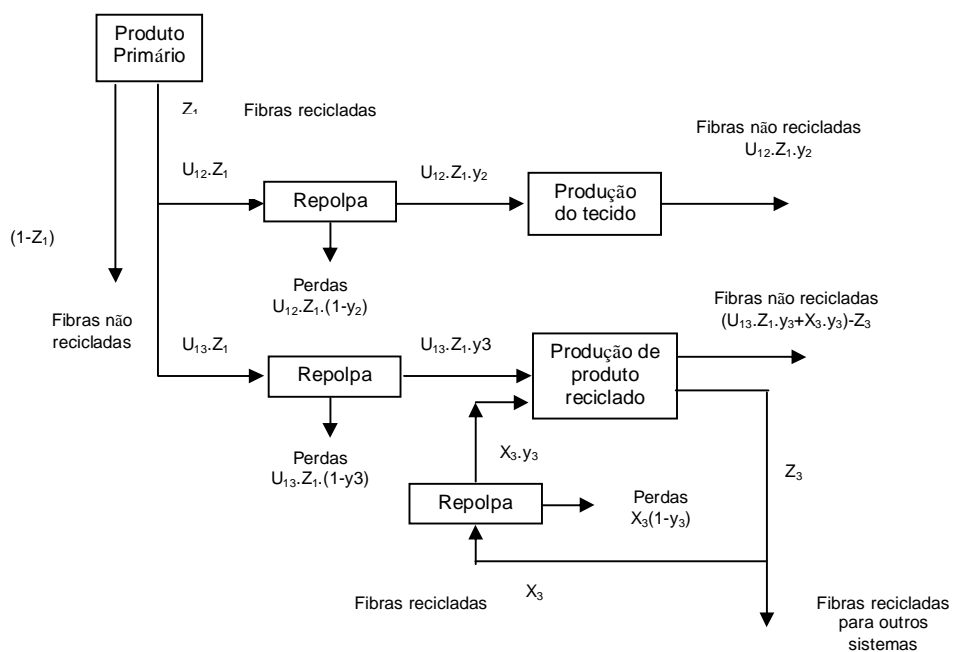 Produto
Primário
Z₁
Fibras recicladas
Fibras não recicladas
U₁₂.Z₁.y₂
U₁₂.Z₁
U₁₂.Z₁.y₂
Repolpa
Produção
do tecido
(1-Z₁)
Perdas
U₁₂.Z₁.(1-y₂)
Fibras não
recicladas
Fibras não recicladas
(U₁₃.Z₁.y₃+X₃.y₃)-Z₃
U₁₃.Z₁
U₁₃.Z₁.y3
Repolpa
Produção de
produto
reciclado
Perdas
U₁₃.Z₁.(1-y3)
X₃.y₃
Z₃
Repolpa
Perdas
X₃(1-y₃)
Fibras recicladas
X₃
Fibras recicladas
para outros
sistemas